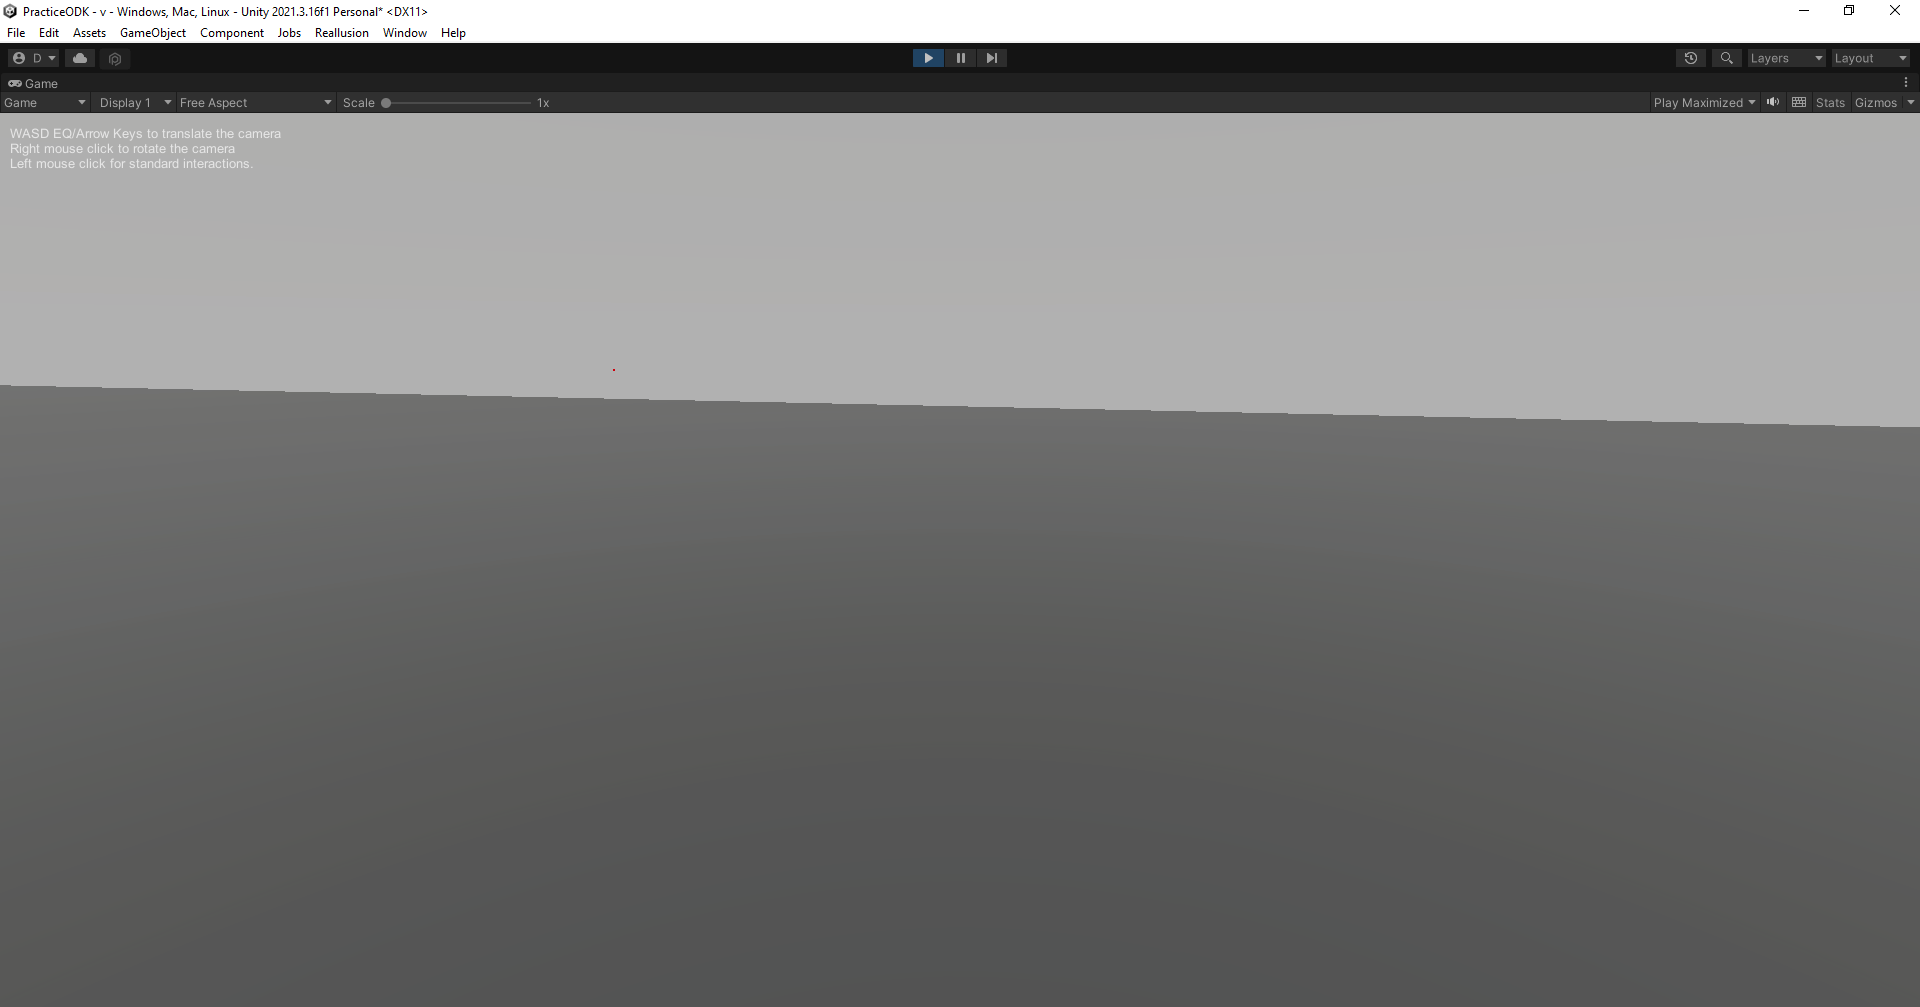 PracticeODK - v - Windows, Mac, Linux - Unity 2021.3.16f1 Personal* <DX11>
File Edit Assets GameObject Component Jobs Reallusion Window Help
D Layers Layout
Game
Game Display 1 Free Aspect Scale 1x Play Maximized Stats Gizmos
WASD EQ/Arrow Keys to translate the camera
Right mouse click to rotate the camera
Left mouse click for standard interactions.